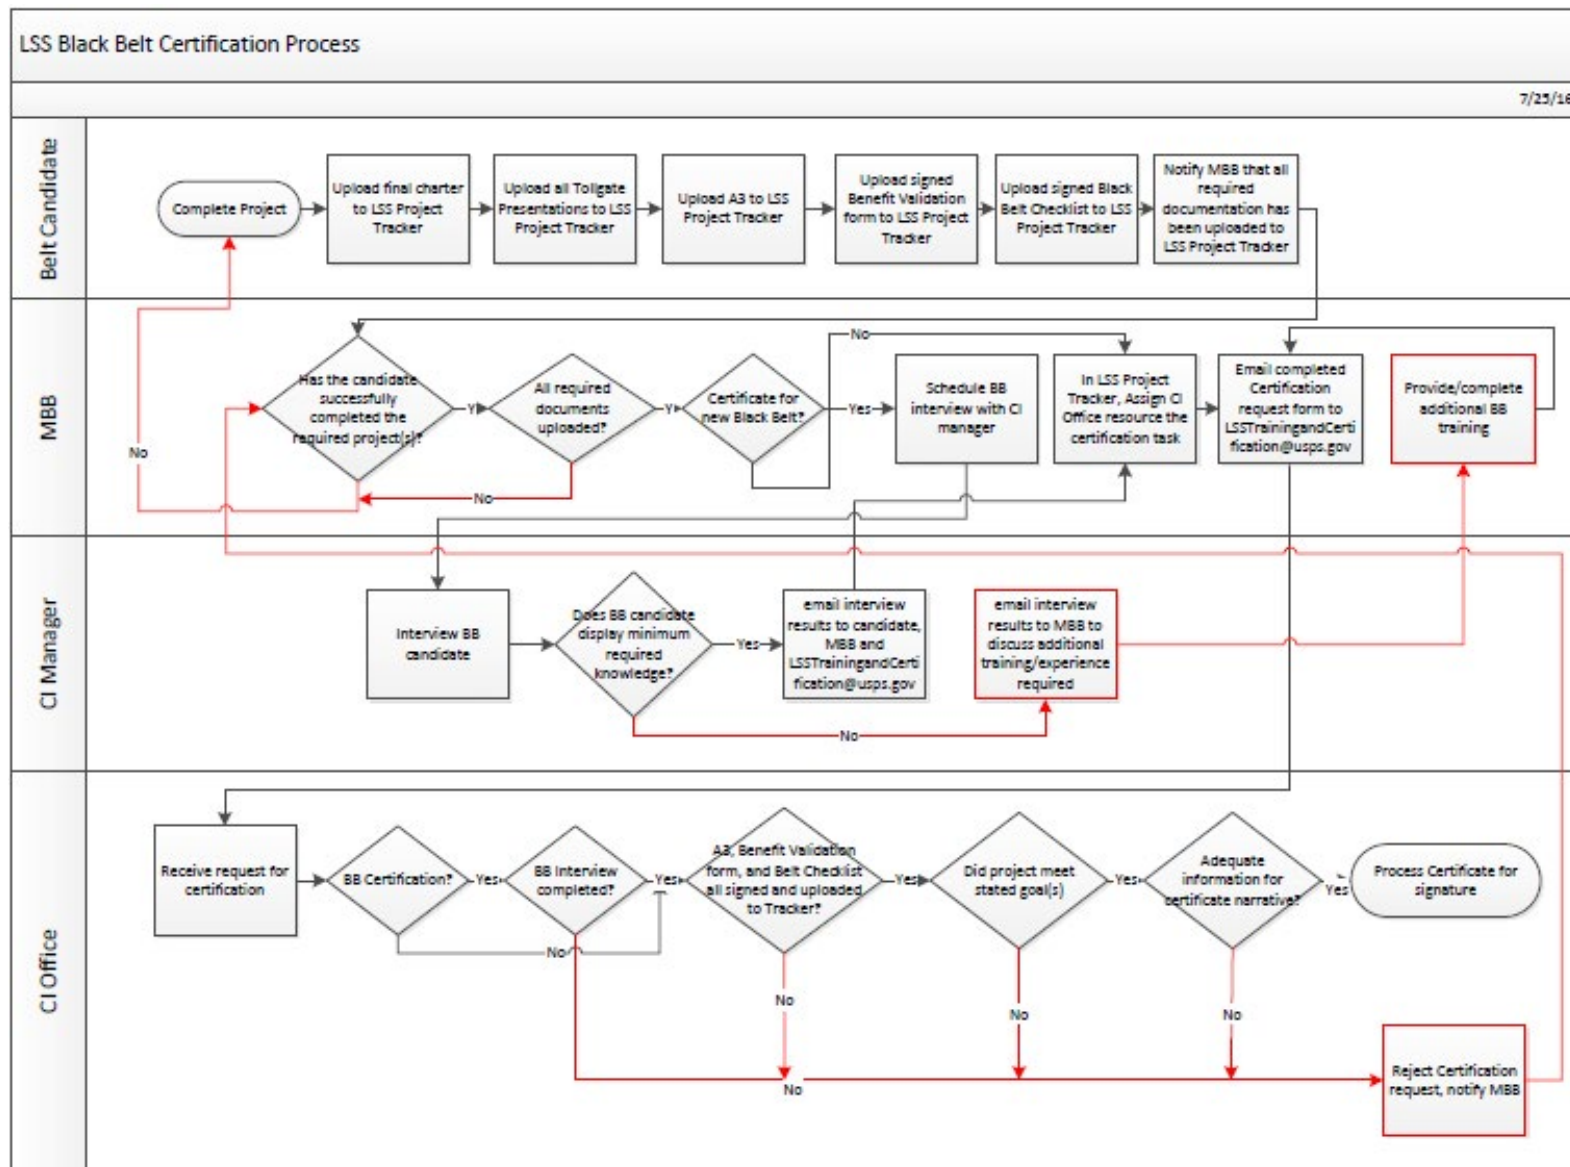 LSS Black Belt Certification Process
7/25/16
Belt Candidate
Complete Project
Upload final charter
to LSS Project
Tracker
Upload all Tollgate
Presentations to LSS
Project Tracker
Upload A3 to LSS
Project Tracker
Upload signed
Benefit Validation
form to LSS Project
Tracker
Upload signed Black
Belt Checklist to LSS
Project Tracker
Notify MBB that all
required
documentation has
been uploaded to
LSS Project Tracker
MBB
No
Has the candidate
successfully
completed the
required project(s)?
Y
All required
documents
uploaded?
No
Y
Certificate for
new Black Belt?
No
Yes
Schedule BB
interview with CI
manager
In LSS Project
Tracker, Assign CI
Office resource the
certification task
Email completed
Certification
request form to
LSSTrainingandCerti
fication@usps.gov
Provide/complete
additional BB
training
CI Manager
Interview BB
candidate
Does BB candidate
display minimum
required
knowledge?
Yes
No
email interview
results to candidate,
MBB and
LSSTrainingandCerti
fication@usps.gov
email interview
results to MBB to
discuss additional
training/experience
required
CI Office
Receive request for
certification
BB Certification?
Yes
No
BB Interview
completed?
Yes
A3, Benefit Validation
form, and Belt Checklist
all signed and uploaded
to Tracker?
Yes
No
Did project meet
stated goal(s)
Yes
No
Adequate
information for
certificate narrative?
Yes
No
Process Certificate for
signature
No
Reject Certification
request, notify MBB